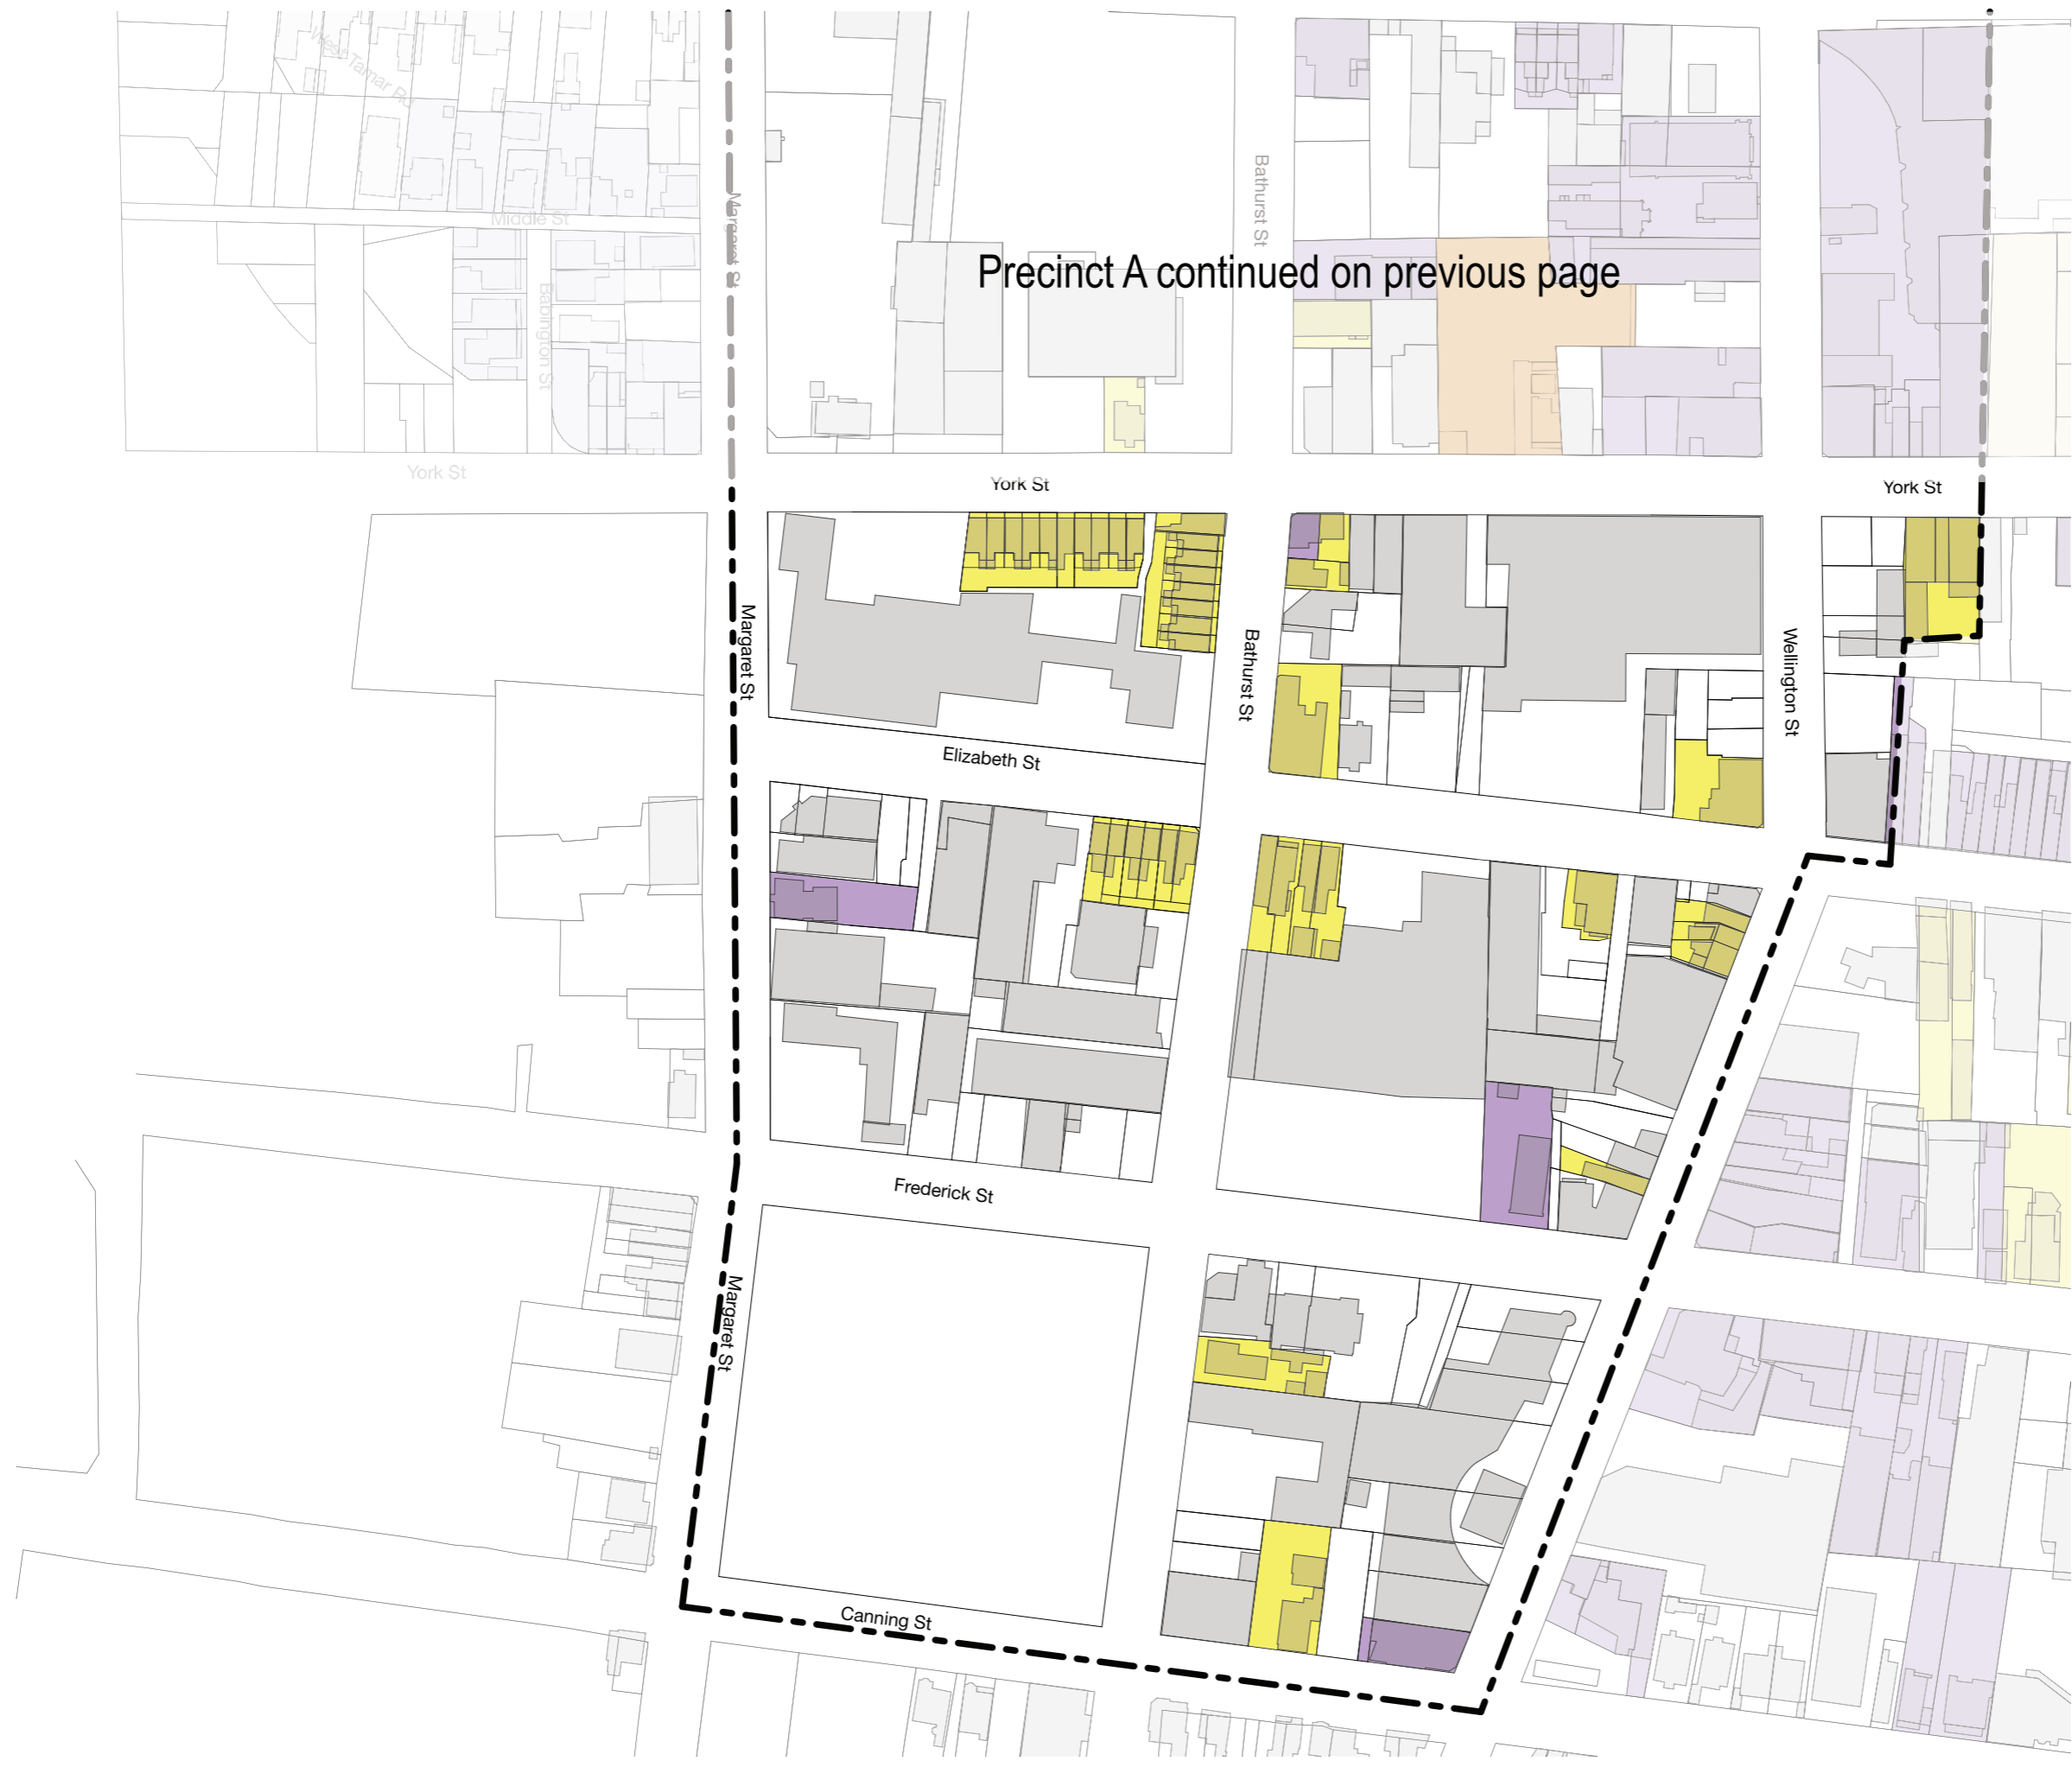 West Tamar Rd
Middle St
Margaret St
Bathurst St
Precinct A continued on previous page
Babington St
York St
York St
York St
Margaret St
Bathurst St
Wellington St
Elizabeth St
Frederick St
Margaret St
Canning St